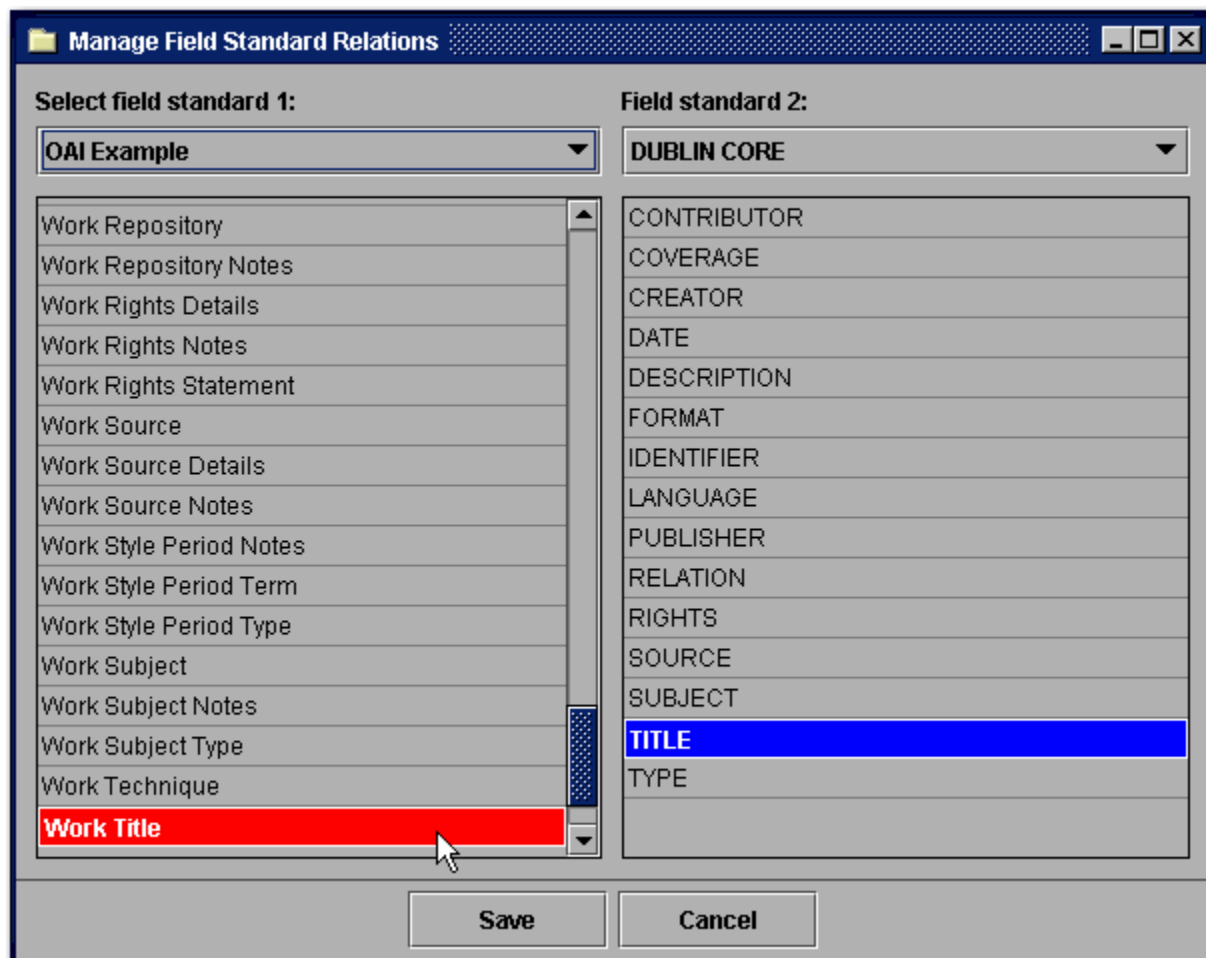 Manage Field Standard Relations
Select field standard 1:
Field standard 2:
OAI Example
DUBLIN CORE
Work Repository
Work Repository Notes
Work Rights Details
Work Rights Notes
Work Rights Statement
Work Source
Work Source Details
Work Source Notes
Work Style Period Notes
Work Style Period Term
Work Style Period Type
Work Subject
Work Subject Notes
Work Subject Type
Work Technique
Work Title
CONTRIBUTOR
COVERAGE
CREATOR
DATE
DESCRIPTION
FORMAT
IDENTIFIER
LANGUAGE
PUBLISHER
RELATION
RIGHTS
SOURCE
SUBJECT
TITLE
TYPE
Save
Cancel